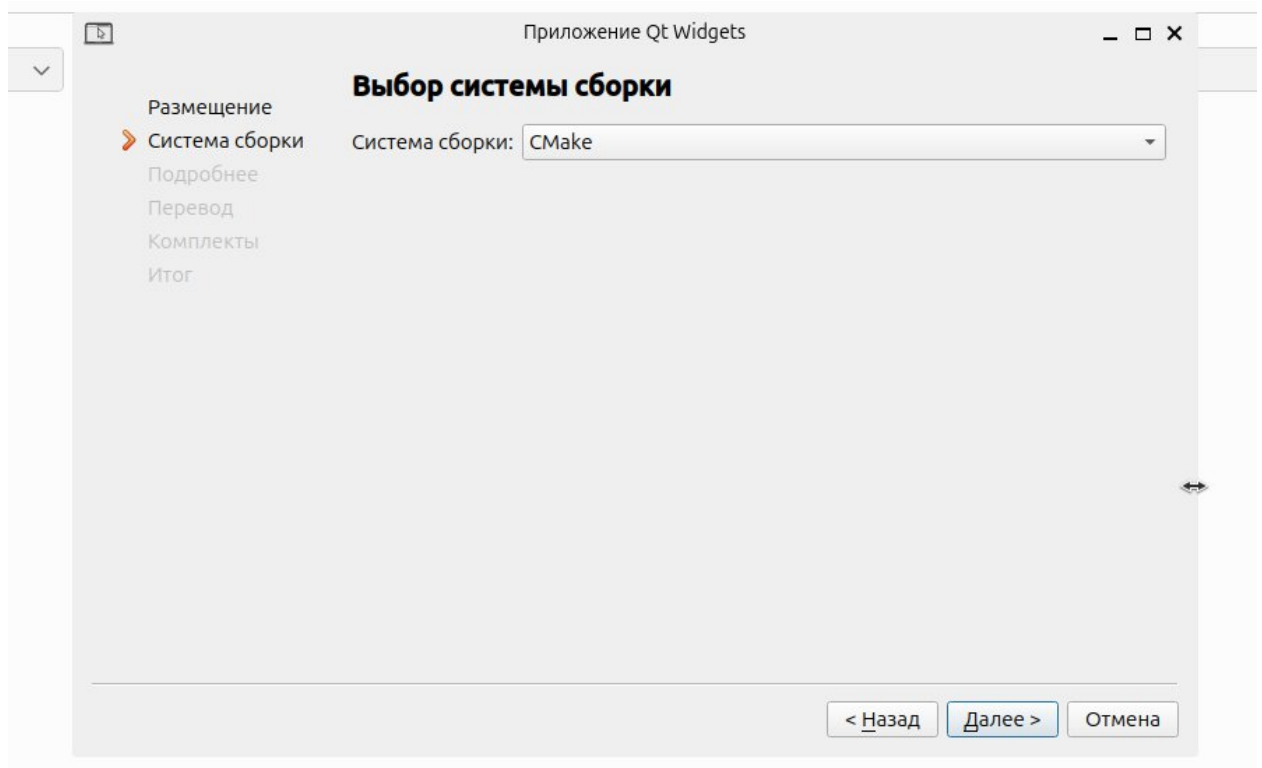 Приложение Qt Widgets
Выбор системы сборки
Размещение
Система сборки
Подробнее
Перевод
Комплекты
Итог
Система сборки: CMake
< Назад
Далее >
Отмена